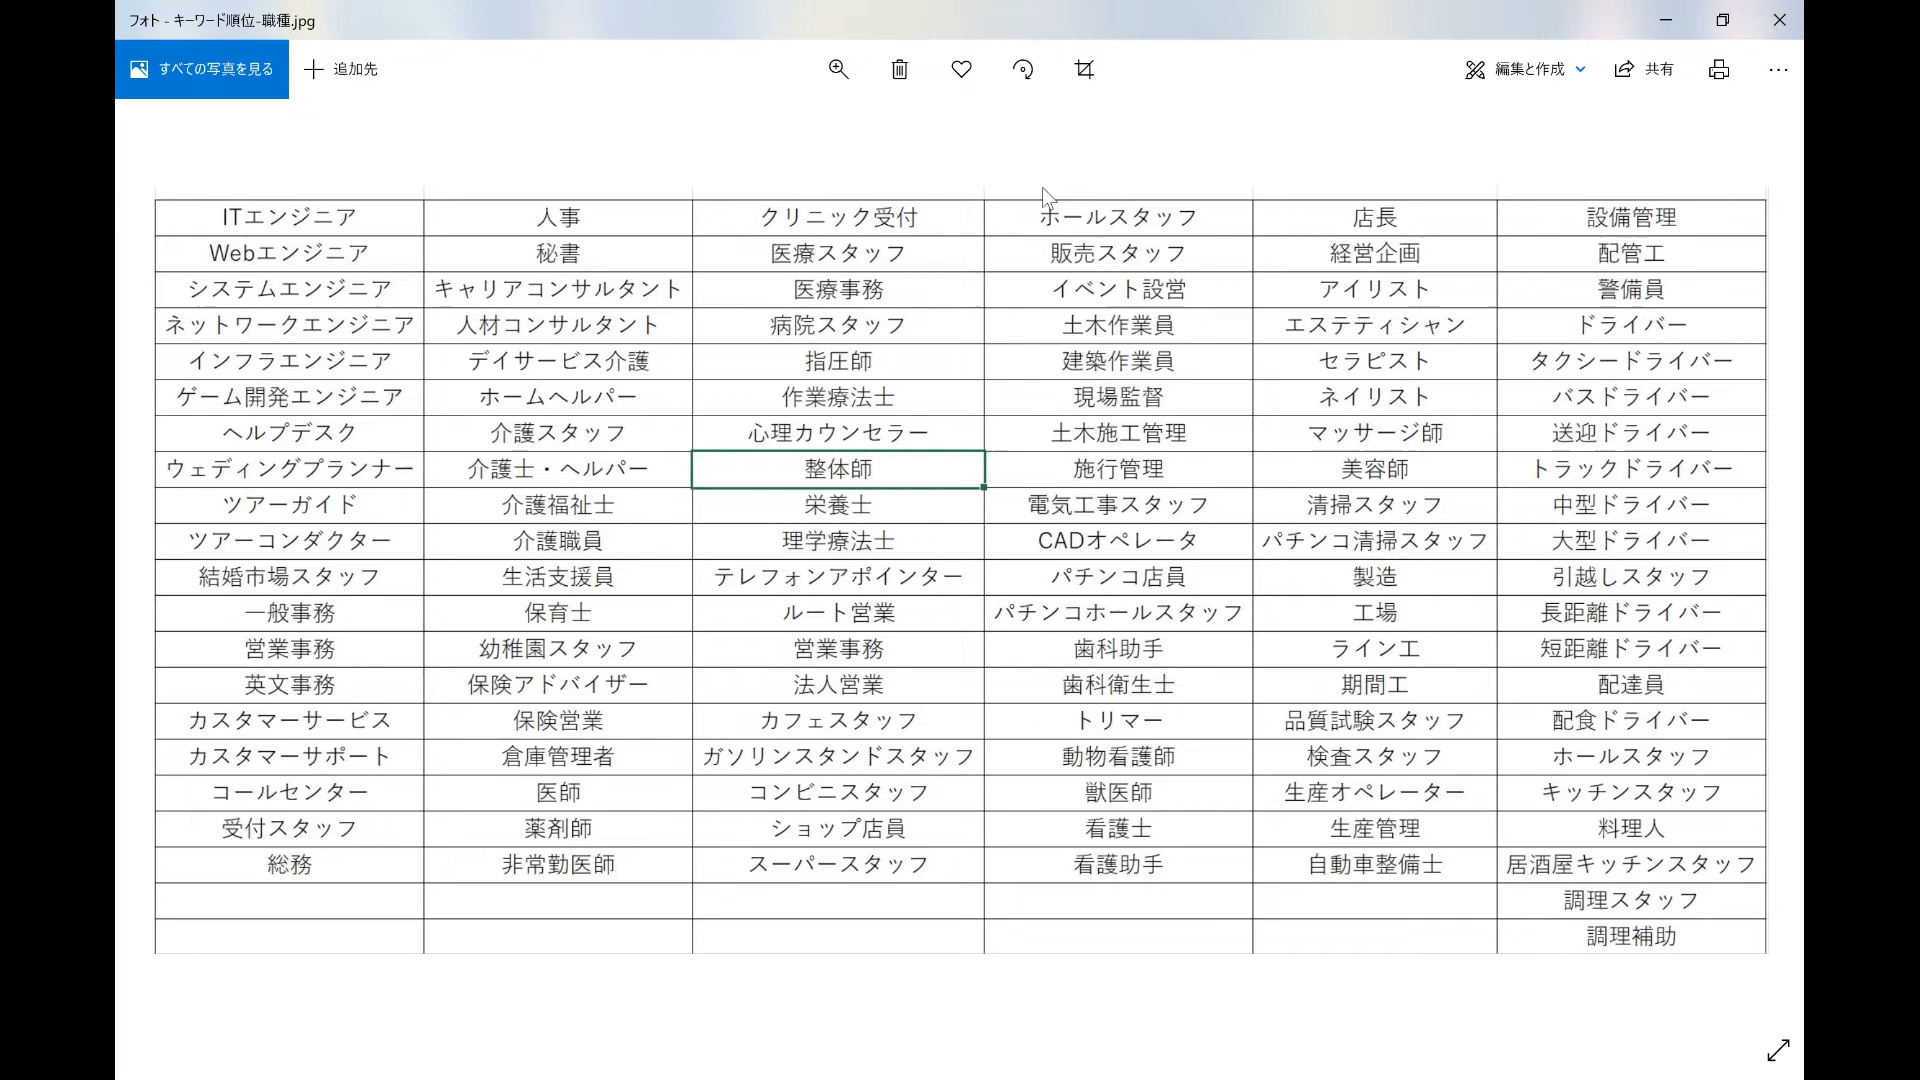 フォト - キーワード順位-職種.jpg
すべての写真を見る 追加先 編集と作成 共有
ITエンジニア 人事 クリニック受付 ホールスタッフ 店長 設備管理
Webエンジニア 秘書 医療スタッフ 販売スタッフ 経営企画 配管工
システムエンジニア キャリアコンサルタント 医療事務 イベント設営 アイリスト 警備員
ネットワークエンジニア 人材コンサルタント 病院スタッフ 土木作業員 エステティシャン ドライバー
インフラエンジニア デイサービス介護 指圧師 建築作業員 セラピスト タクシードライバー
ゲーム開発エンジニア ホームヘルパー 作業療法士 現場監督 ネイリスト バスドライバー
ヘルプデスク 介護スタッフ 心理カウンセラー 土木施工管理 マッサージ師 送迎ドライバー
ウェディングプランナー 介護士・ヘルパー 整体師 施行管理 美容師 トラックドライバー
ツアーガイド 介護福祉士 栄養士 電気工事スタッフ 清掃スタッフ 中型ドライバー
ツアーコンダクター 介護職員 理学療法士 CADオペレータ パチンコ清掃スタッフ 大型ドライバー
結婚市場スタッフ 生活支援員 テレフォンアポインター パチンコ店員 製造 引越しスタッフ
一般事務 保育士 ルート営業 パチンコホールスタッフ 工場 長距離ドライバー
営業事務 幼稚園スタッフ 営業事務 歯科助手 ライン工 短距離ドライバー
英文事務 保険アドバイザー 法人営業 歯科衛生士 期間工 配達員
カスタマーサービス 保険営業 カフェスタッフ トリマー 品質試験スタッフ 配食ドライバー
カスタマーサポート 倉庫管理者 ガソリンスタンドスタッフ 動物看護師 検査スタッフ ホールスタッフ
コールセンター 医師 コンビニスタッフ 獣医師 生産オペレーター キッチンスタッフ
受付スタッフ 薬剤師 ショップ店員 看護士 生産管理 料理人
総務 非常勤医師 スーパースタッフ 看護助手 自動車整備士 居酒屋キッチンスタッフ
調理スタッフ
調理補助